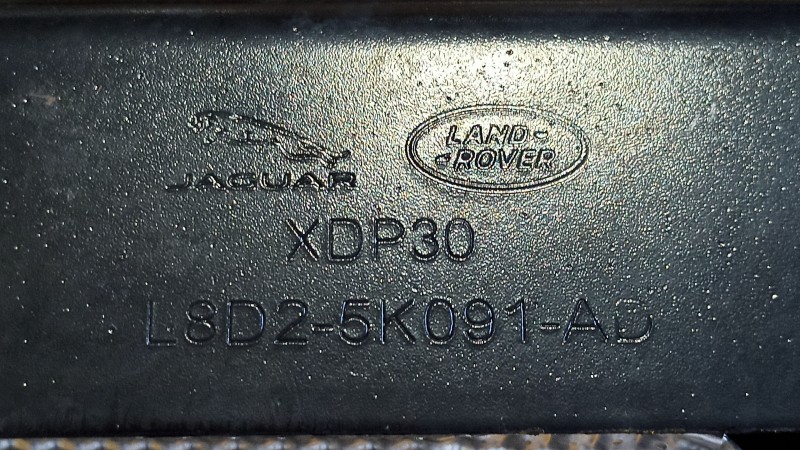 JAGUAR
LAND-
-ROVER
XDP30
L8D2-5K091-AD